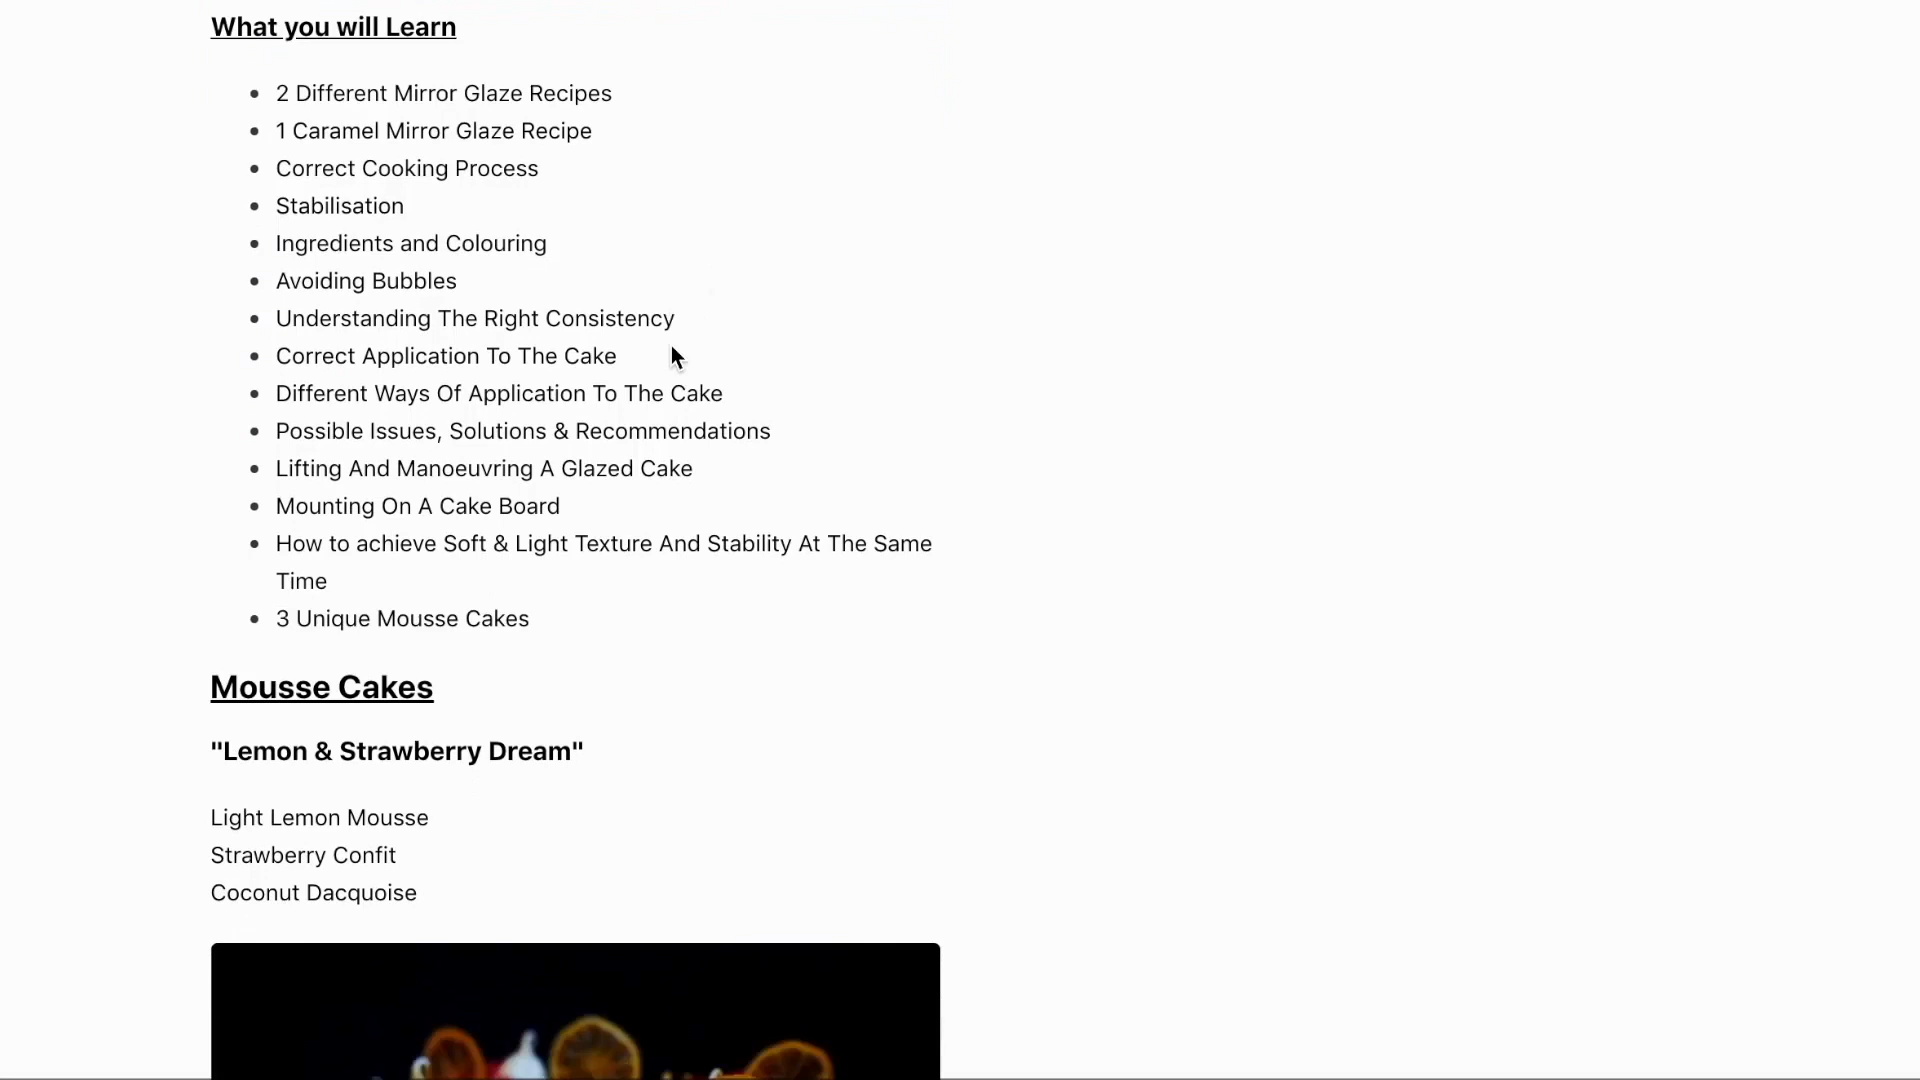 What you will Learn
2 Different Mirror Glaze Recipes
1 Caramel Mirror Glaze Recipe
Correct Cooking Process
Stabilisation
Ingredients and Colouring
Avoiding Bubbles
Understanding The Right Consistency
Correct Application To The Cake
Different Ways Of Application To The Cake
Possible Issues, Solutions & Recommendations
Lifting And Manoeuvring A Glazed Cake
Mounting On A Cake Board
How to achieve Soft & Light Texture And Stability At The Same
Time
3 Unique Mousse Cakes
Mousse Cakes
"Lemon & Strawberry Dream"
Light Lemon Mousse
Strawberry Confit
Coconut Dacquoise